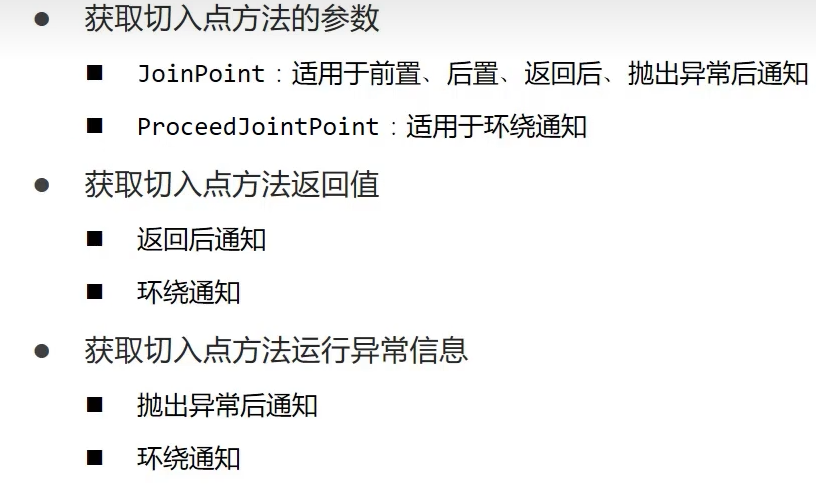 ● 获取切入点方法的参数
■ JoinPoint：适用于前置、后置、返回后、抛出异常后通知
■ ProceedJointPoint：适用于环绕通知
● 获取切入点方法返回值
■ 返回后通知
■ 环绕通知
● 获取切入点方法运行异常信息
■ 抛出异常后通知
■ 环绕通知